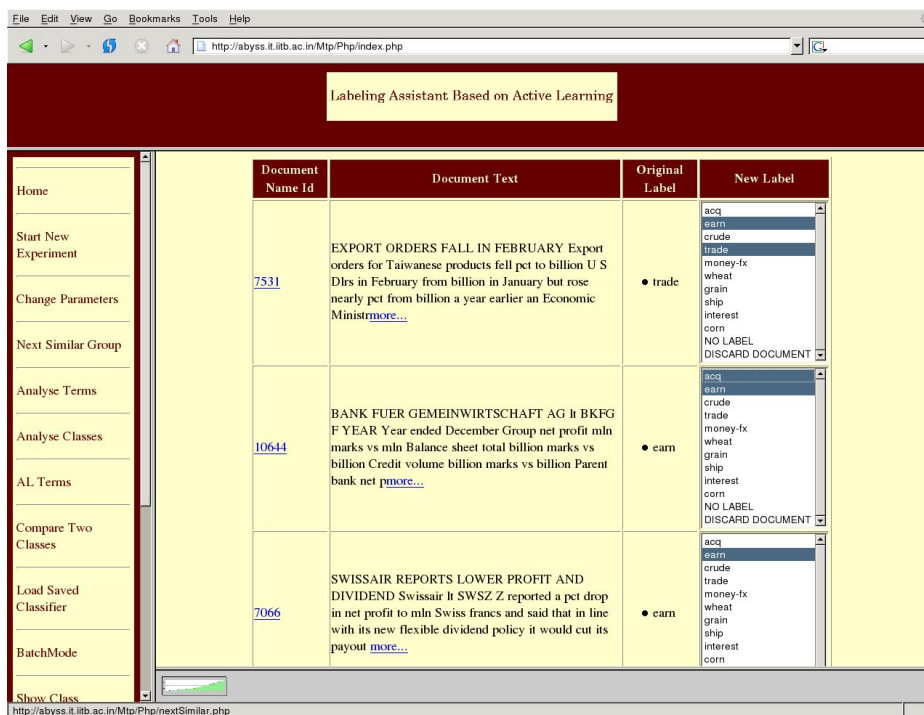 File Edit View Go Bookmarks Tools Help
http://abyss.it.iitb.ac.in/Mtp/Php/index.php
G
Labeling Assistant Based on Active Learning
Home
Start New
Experiment
Change Parameters
Next Similar Group
Analyse Terms
Analyse Classes
AL Terms
Compare Two
Classes
Load Saved
Classifier
BatchMode
Show Class
Document
Name Id
Document Text
Original
Label
New Label
7531
EXPORT ORDERS FALL IN FEBRUARY Export
orders for Taiwanese products fell pct to billion U S
Dlrs in February from billion in January but rose
nearly pct from billion a year earlier an Economic
Ministrmore...
• trade
acq
earn
crude
trade
money-fx
wheat
grain
ship
interest
corn
NO LABEL
DISCARD DOCUMENT
10644
BANK FUER GEMEINWIRTSCHAFT AG lt BKFG
F YEAR Year ended December Group net profit mln
marks vs mln Balance sheet total billion marks vs
billion Credit volume billion marks vs billion Parent
bank net pmore...
• earn
acq
earn
crude
trade
money-fx
wheat
grain
ship
interest
corn
NO LABEL
DISCARD DOCUMENT
7066
SWISSAIR REPORTS LOWER PROFIT AND
DIVIDEND Swissair lt SWSZ Z reported a pct drop
in net profit to mln Swiss francs and said that in line
with its new flexible dividend policy it would cut its
payout more...
• earn
acq
earn
crude
trade
money-fx
wheat
grain
ship
interest
corn
http://abyss.it.iitb.ac.in/Mtp/Php/nextSimilar.php